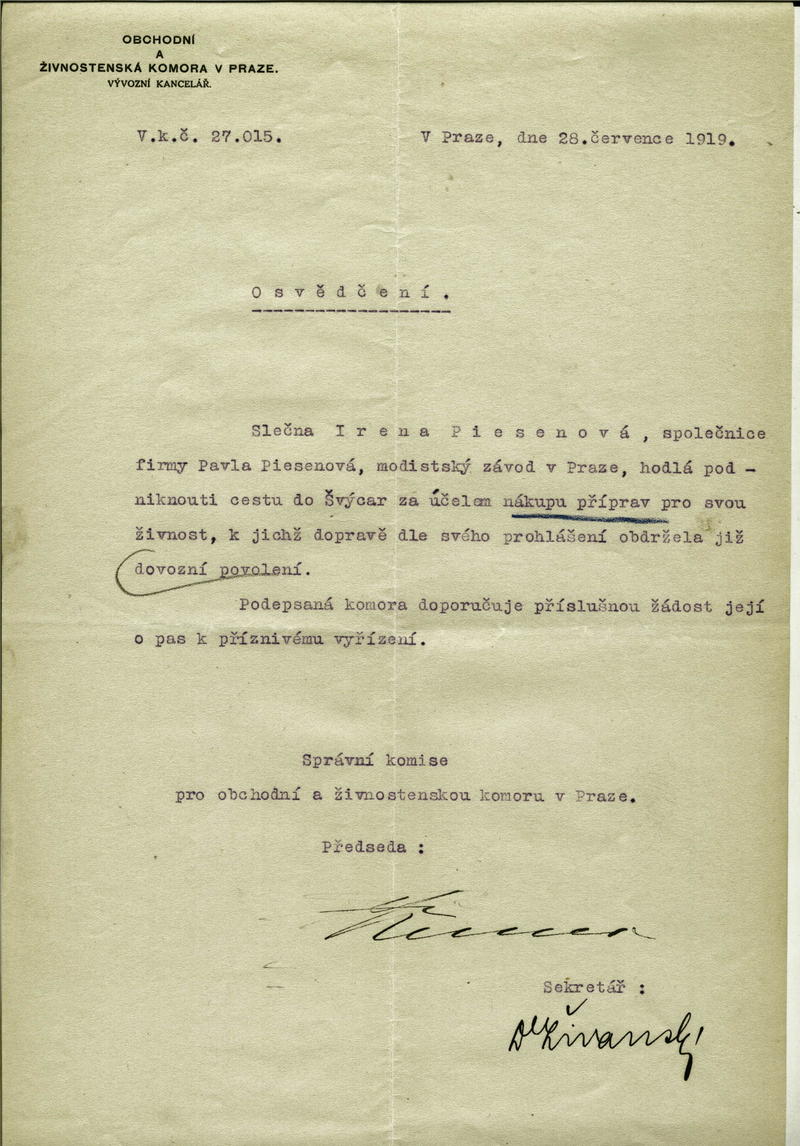 OBCHODNÍ
A
ŽIVNOSTENSKÁ KOMORA V PRAZE.
VÝVOZNÍ KANCELÁŘ.
V.k.č. 27.015.
V Praze, dne 28.července 1919.
Osvědčení.
Slečna Irena Piesenová, společnice
firmy Pavla Piesenová, modistský závod v Praze, hodlá pod -
niknouti cestu do Švýcar za účelem nákupu příprav pro svou
živnost, k jichž dopravě dle svého prohlášení obdržela již
dovozní povolení.
Podepsaná komora doporučuje příslušnou žádost její
o pas k příznivému vyřízení.
Správní komise
pro obchodní a živnostenskou komoru v Praze.
Předseda :
Sekretář :